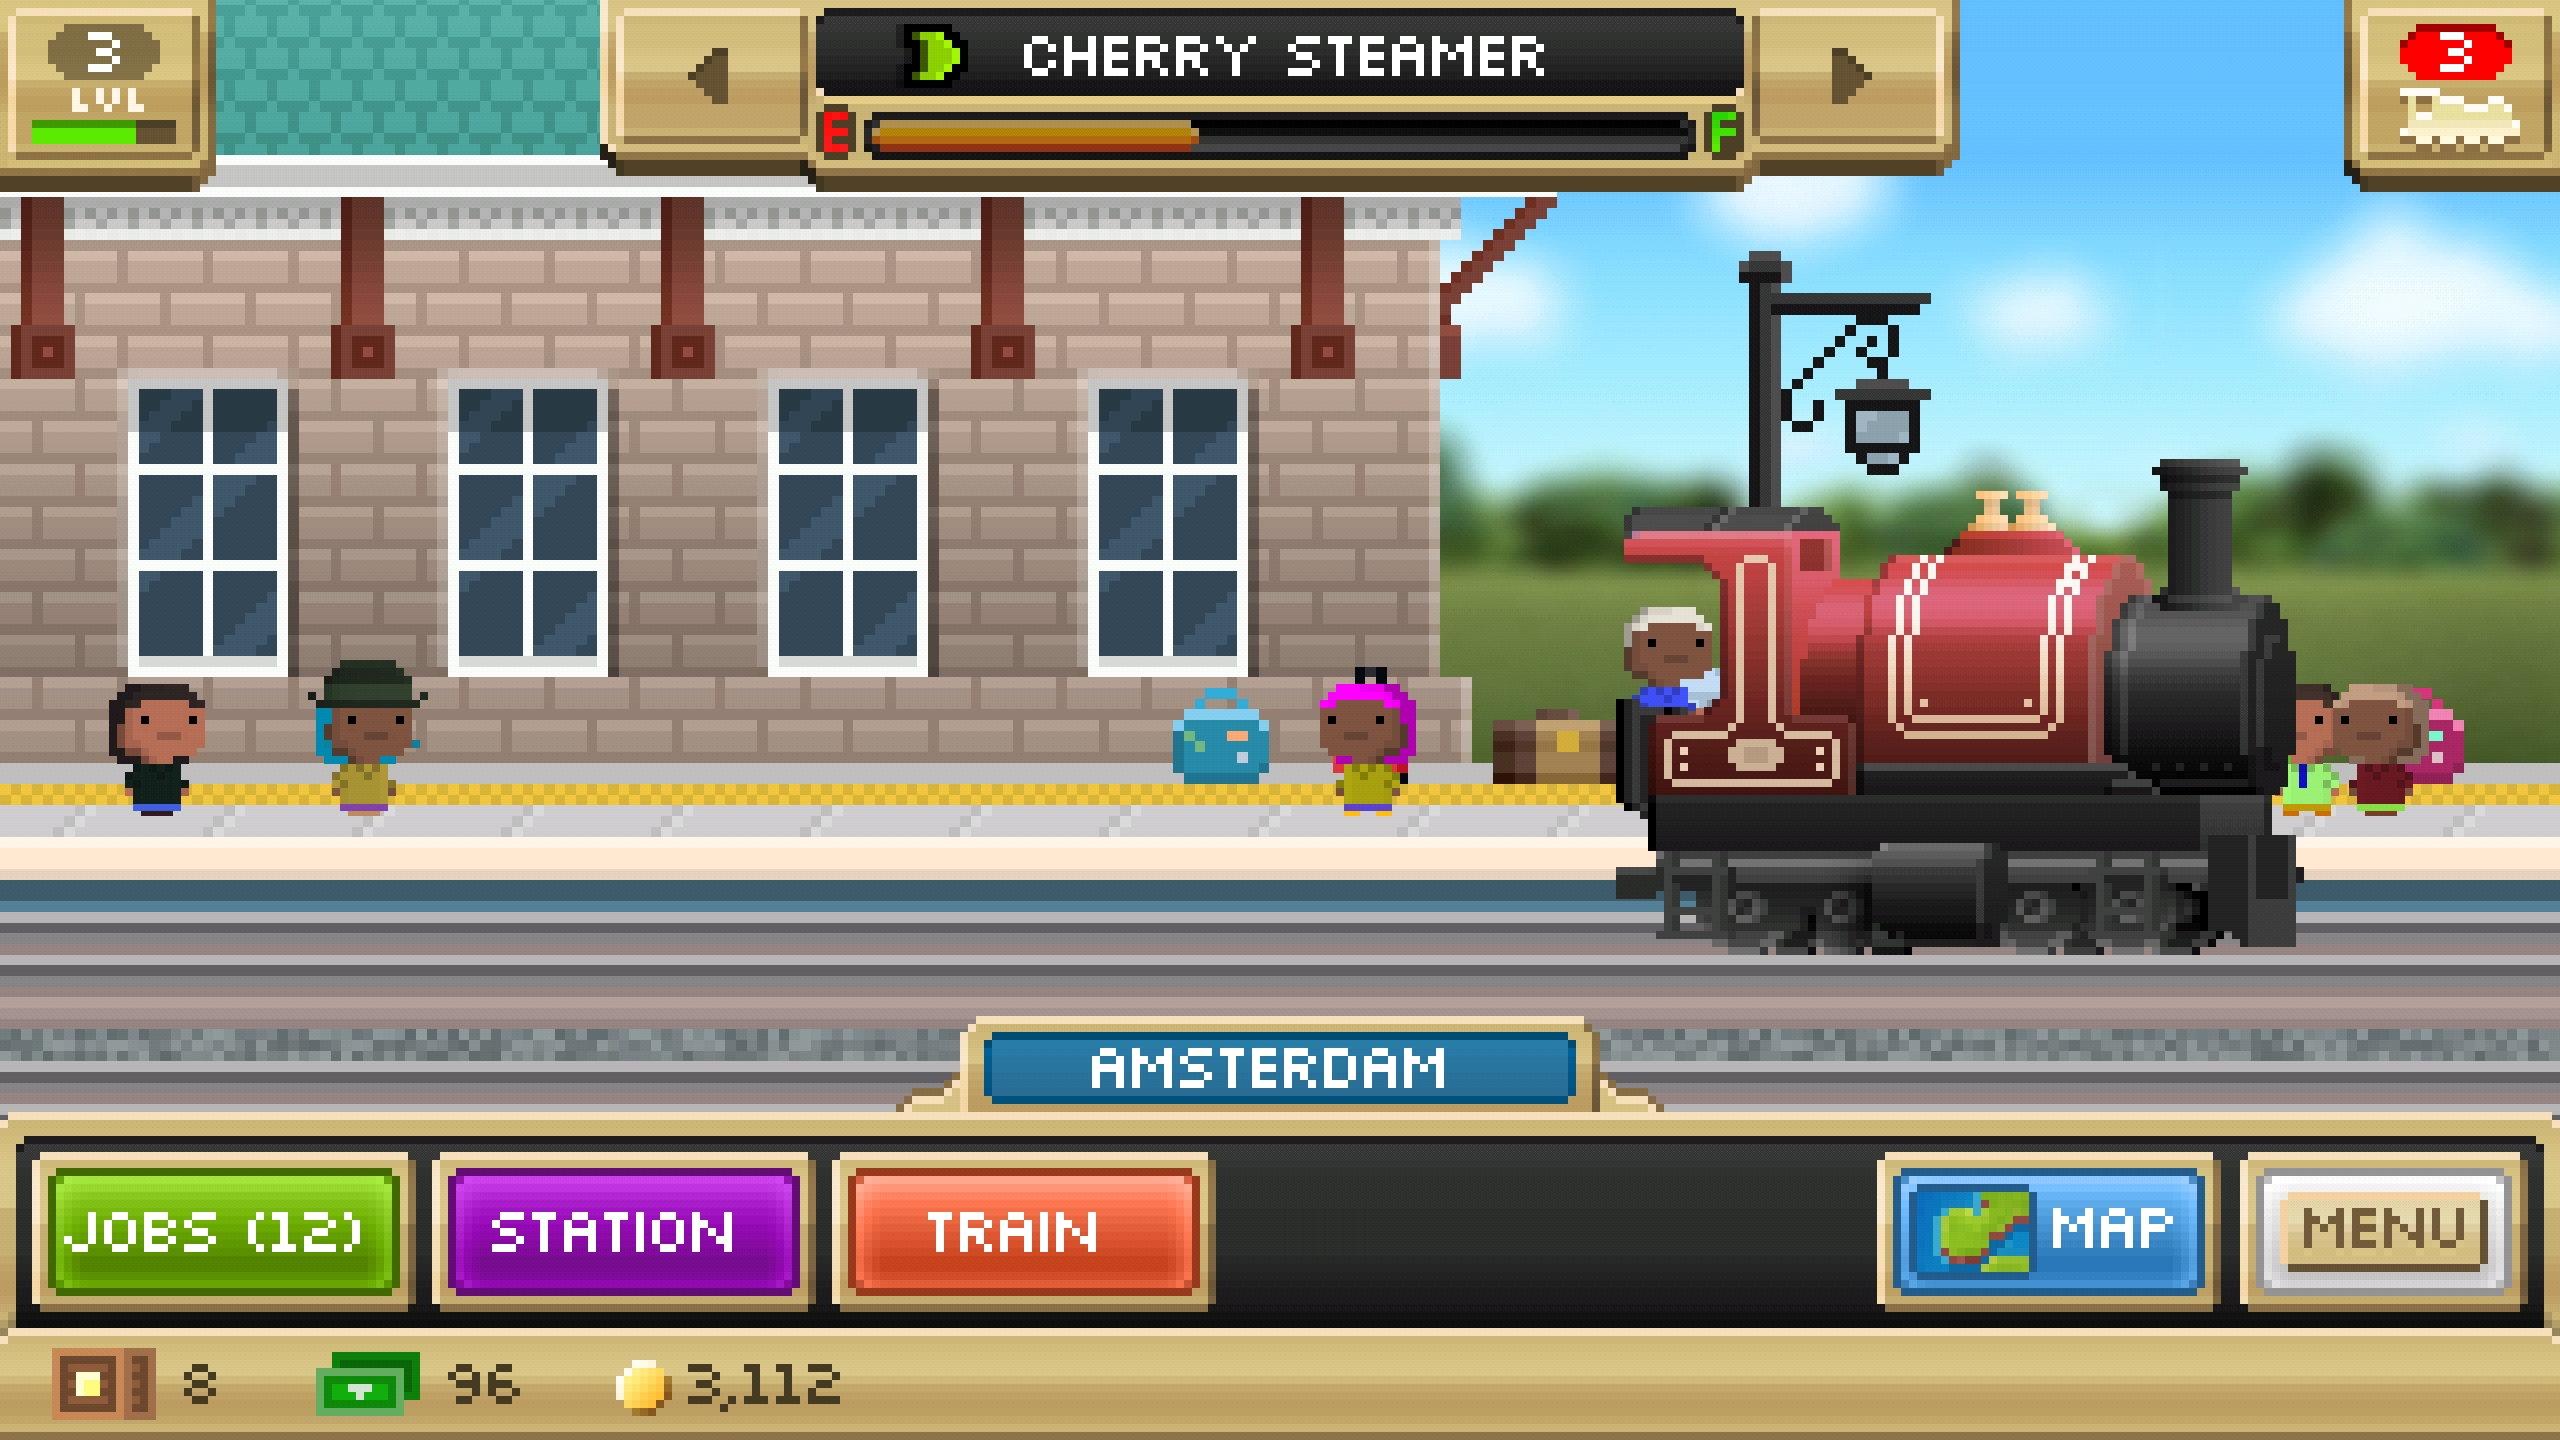 3
LVL
CHERRY STEAMER
E F
3
AMSTERDAM
JOBS (12) STATION TRAIN MAP MENU
8 96 3,112